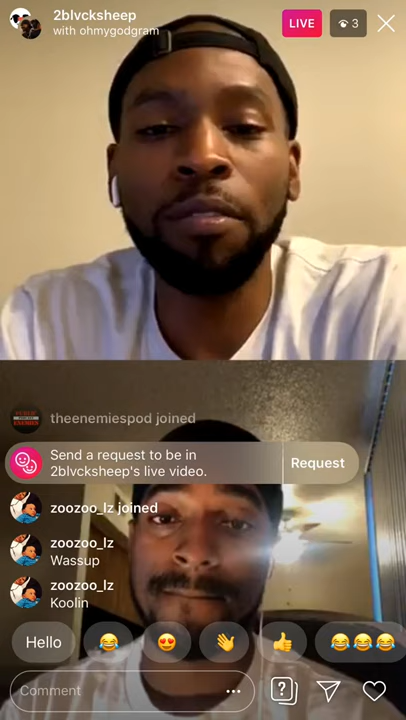 2blvcksheep
with ohmygodgram
LIVE
3
theenemiespod joined
Send a request to be in
2blvcksheep's live video.
Request
zoozoo_lz joined
zoozoo_lz
Wassup
zoozoo_lz
Koolin
Hello
Comment